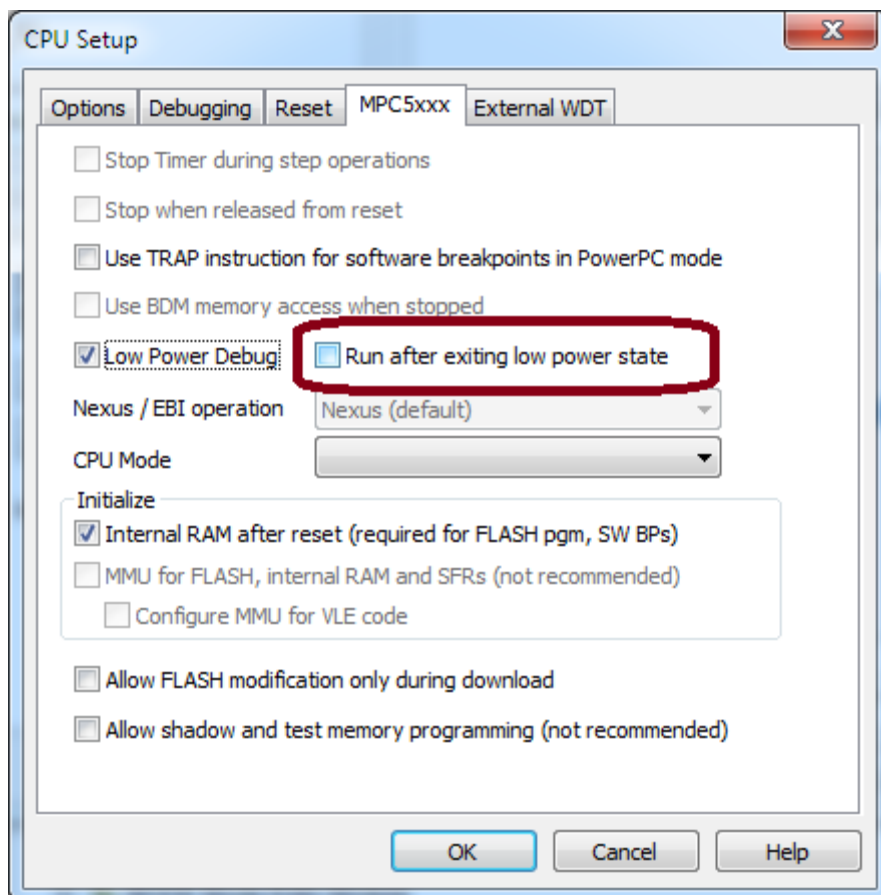 CPU Setup
Options Debugging Reset MPC5xxx External WDT
Stop Timer during step operations
Stop when released from reset
Use TRAP instruction for software breakpoints in PowerPC mode
Use BDM memory access when stopped
Low Power Debug Run after exiting low power state
Nexus / EBI operation Nexus (default)
CPU Mode
Initialize
Internal RAM after reset (required for FLASH pgm, SW BPs)
MMU for FLASH, internal RAM and SFRs (not recommended)
Configure MMU for VLE code
Allow FLASH modification only during download
Allow shadow and test memory programming (not recommended)
OK Cancel Help